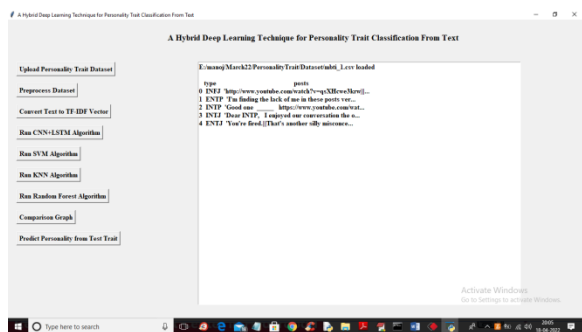 A Hybrid Deep Learning Technique for Personality Trait Classification From Text
A Hybrid Deep Learning Technique for Personality Trait Classification From Text
Upload Personality Trait Dataset
Preprocess Dataset
Convert Text to TF-IDF Vector
Run CNN+LSTM Algorithm
Run SVM Algorithm
Run KNN Algorithm
Run Random Forest Algorithm
Comparison Graph
Predict Personality from Test Trait
E:/manoj/March22/PersonalityTrait/Dataset/mbti_1.csv loaded
type posts
0 INFJ 'http://www.youtube.com/watch?v=qsXHcwe3krw||...
1 ENTP 'I'm finding the lack of me in these posts ver...
2 INTP 'Good one _____ https://www.youtube.com/wat...
3 INTJ 'Dear INTP, I enjoyed our conversation the o...
4 ENTJ 'You're fired.||That's another silly misconce...
Activate Windows
Go to Settings to activate Windows.
Type here to search
20:05